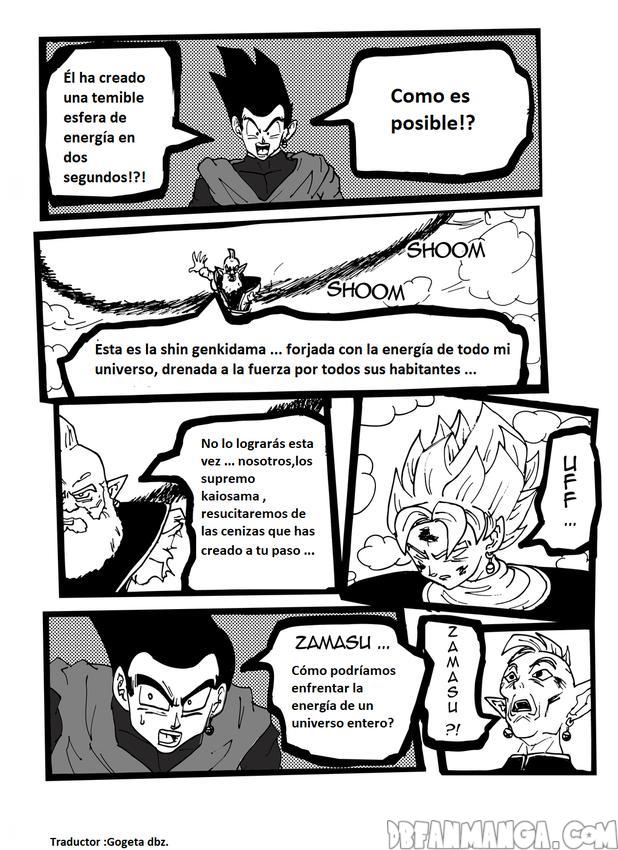 Él ha creado
una temible
esfera de
energía en
dos
segundos!?!
Como es
posible!?
SHOOM
SHOOM
Esta es la shin genkidama ... forjada con la energía de todo mi
universo, drenada a la fuerza por todos sus habitantes ...
No lo lograrás esta
vez ... nosotros,los
supremo
kaiosama ,
resucitaremos de
las cenizas que has
creado a tu paso ...
UFF ...
ZAMASU ...
Cómo podríamos
enfrentar la
energía de un
universo entero?
ZAMASU ?!
Traductor :Gogeta dbz.
DBFANMANGA.COM